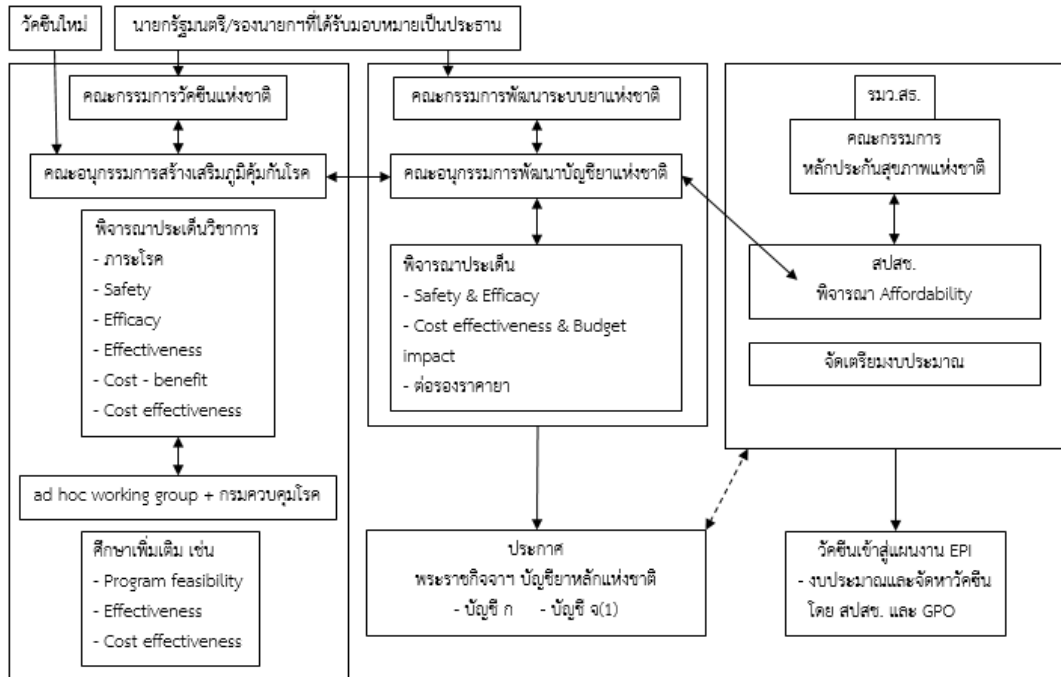 วัคซีนใหม่
นายกรัฐมนตรี/รองนายกฯที่ได้รับมอบหมายเป็นประธาน
คณะกรรมการวัคซีนแห่งชาติ
คณะอนุกรรมการสร้างเสริมภูมิคุ้มกันโรค
พิจารณาประเด็นวิชาการ
- ภาระโรค
- Safety
- Efficacy
- Effectiveness
- Cost - benefit
- Cost effectiveness
ad hoc working group + กรมควบคุมโรค
ศึกษาเพิ่มเติม เช่น
- Program feasibility
- Effectiveness
- Cost effectiveness
คณะกรรมการพัฒนาระบบยาแห่งชาติ
คณะอนุกรรมการพัฒนาบัญชียาแห่งชาติ
พิจารณาประเด็น
- Safety & Efficacy
- Cost effectiveness & Budget
impact
- ต่อรองราคายา
ประกาศ
พระราชกิจจาฯ บัญชียาหลักแห่งชาติ
- บัญชี ก - บัญชี จ(1)
รมว.สธ.
คณะกรรมการ
หลักประกันสุขภาพแห่งชาติ
สปสช.
พิจารณา Affordability
จัดเตรียมงบประมาณ
วัคซีนเข้าสู่แผนงาน EPI
- งบประมาณและจัดหาวัคซีน
โดย สปสช. และ GPO